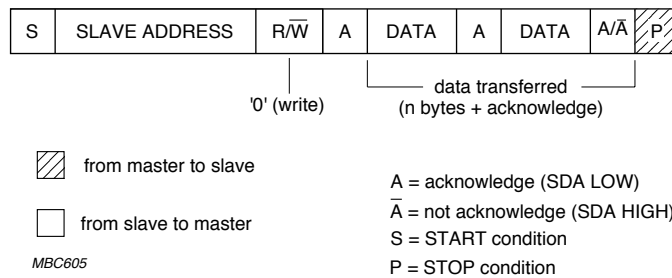 S SLAVE ADDRESS R/W̅ A DATA A DATA A/A̅ P
'0' (write)
data transferred
(n bytes + acknowledge)
from master to slave
from slave to master
A = acknowledge (SDA LOW)
A̅ = not acknowledge (SDA HIGH)
S = START condition
P = STOP condition
MBC605